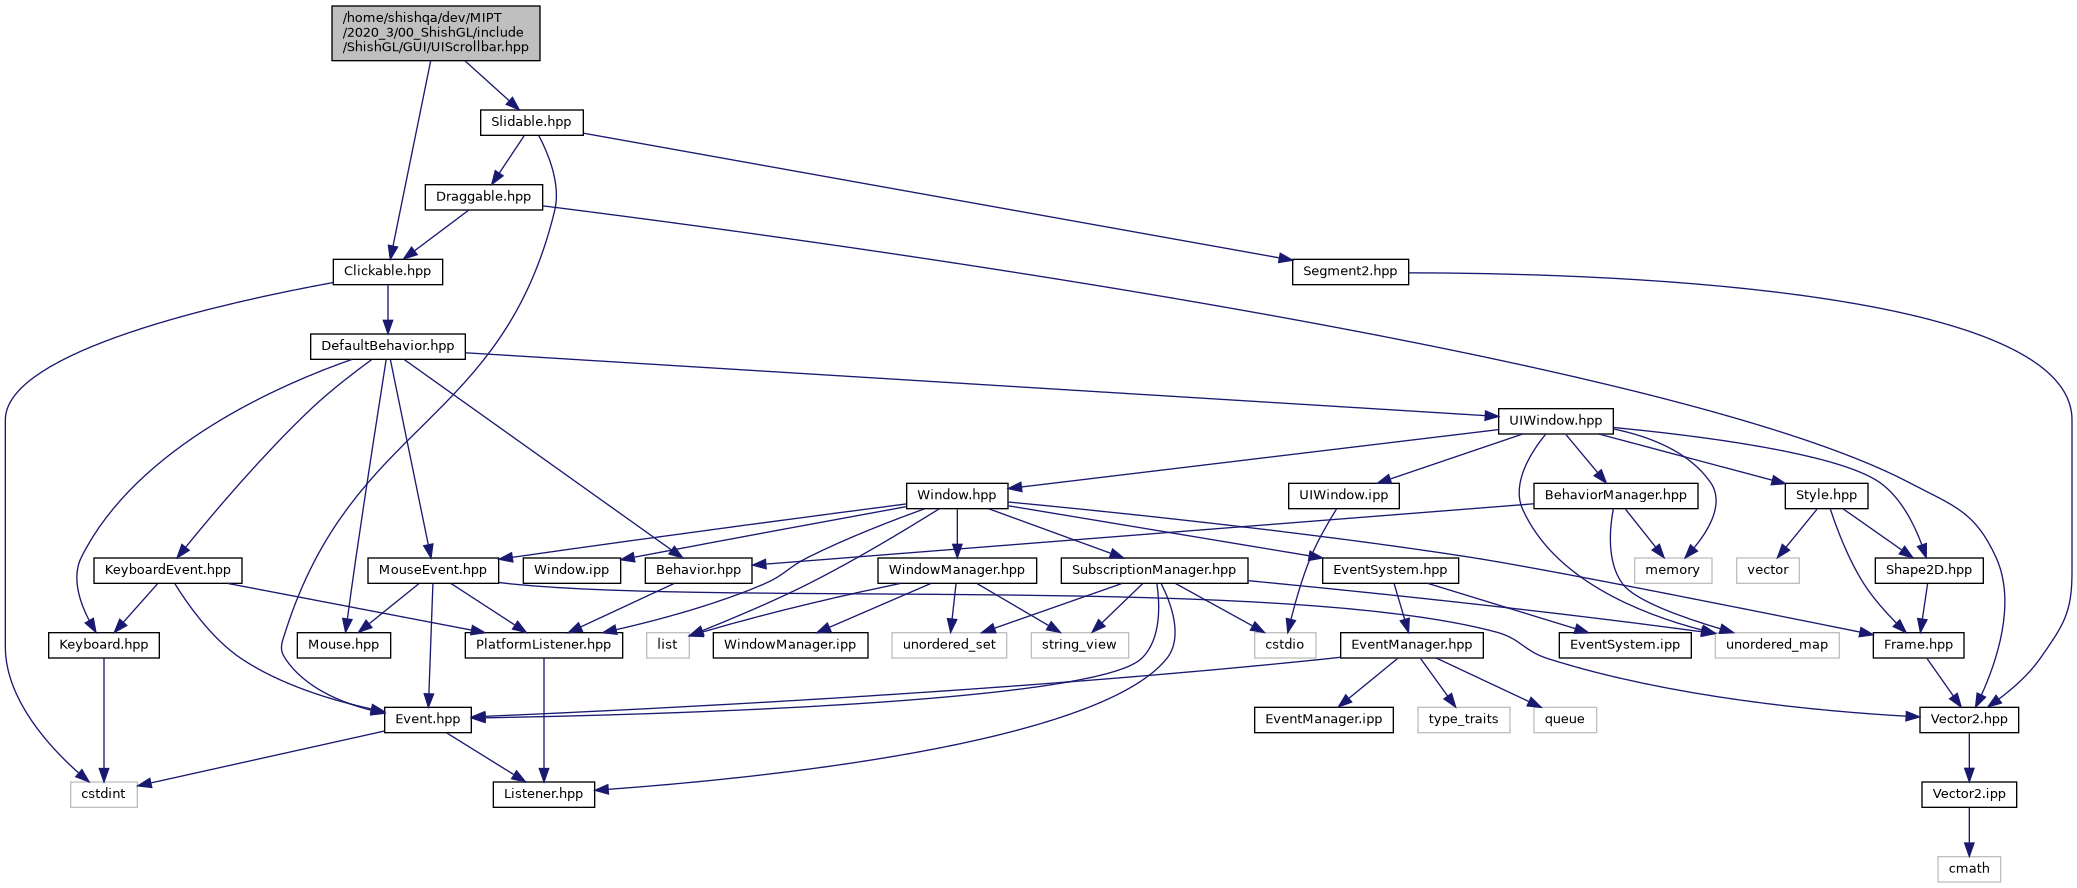 /home/shishqa/dev/MIPT
/2020_3/00_ShishGL/include
/ShishGL/GUI/UIScrollbar.hpp
Slidable.hpp
Draggable.hpp
Clickable.hpp
Segment2.hpp
DefaultBehavior.hpp
UIWindow.hpp
Window.hpp
UIWindow.ipp
BehaviorManager.hpp
Style.hpp
KeyboardEvent.hpp
MouseEvent.hpp
Window.ipp
Behavior.hpp
WindowManager.hpp
SubscriptionManager.hpp
EventSystem.hpp
memory
vector
Shape2D.hpp
Keyboard.hpp
Mouse.hpp
PlatformListener.hpp
list
WindowManager.ipp
unordered_set
string_view
cstdio
EventManager.hpp
EventSystem.ipp
unordered_map
Frame.hpp
Event.hpp
EventManager.ipp
type_traits
queue
Vector2.hpp
cstdint
Listener.hpp
Vector2.ipp
cmath